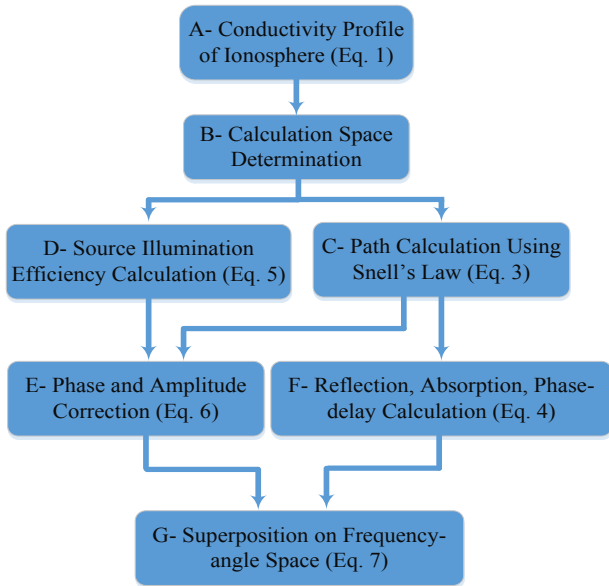 A- Conductivity Profile
of Ionosphere (Eq. 1)
B- Calculation Space
Determination
D- Source Illumination
Efficiency Calculation (Eq. 5)
C- Path Calculation Using
Snell's Law (Eq. 3)
E- Phase and Amplitude
Correction (Eq. 6)
F- Reflection, Absorption, Phase-
delay Calculation (Eq. 4)
G- Superposition on Frequency-
angle Space (Eq. 7)